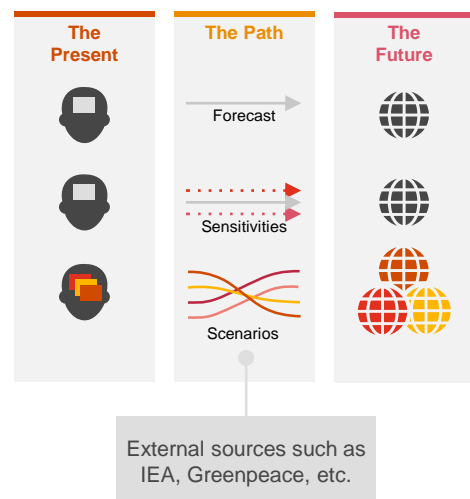 The
Present
The Path
The
Future
Forecast
Sensitivities
Scenarios
External sources such as
IEA, Greenpeace, etc.